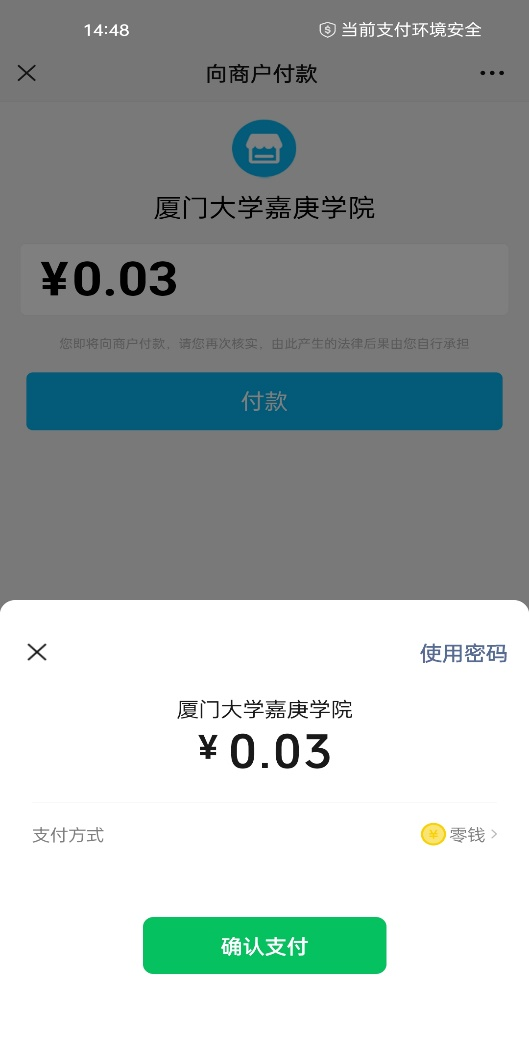 14:48
当前支付环境安全
向商户付款
厦门大学嘉庚学院
¥0.03
您即将向商户付款，请您再次核实，由此产生的法律后果由您自行承担
付款
使用密码
厦门大学嘉庚学院
¥0.03
支付方式
零钱
确认支付